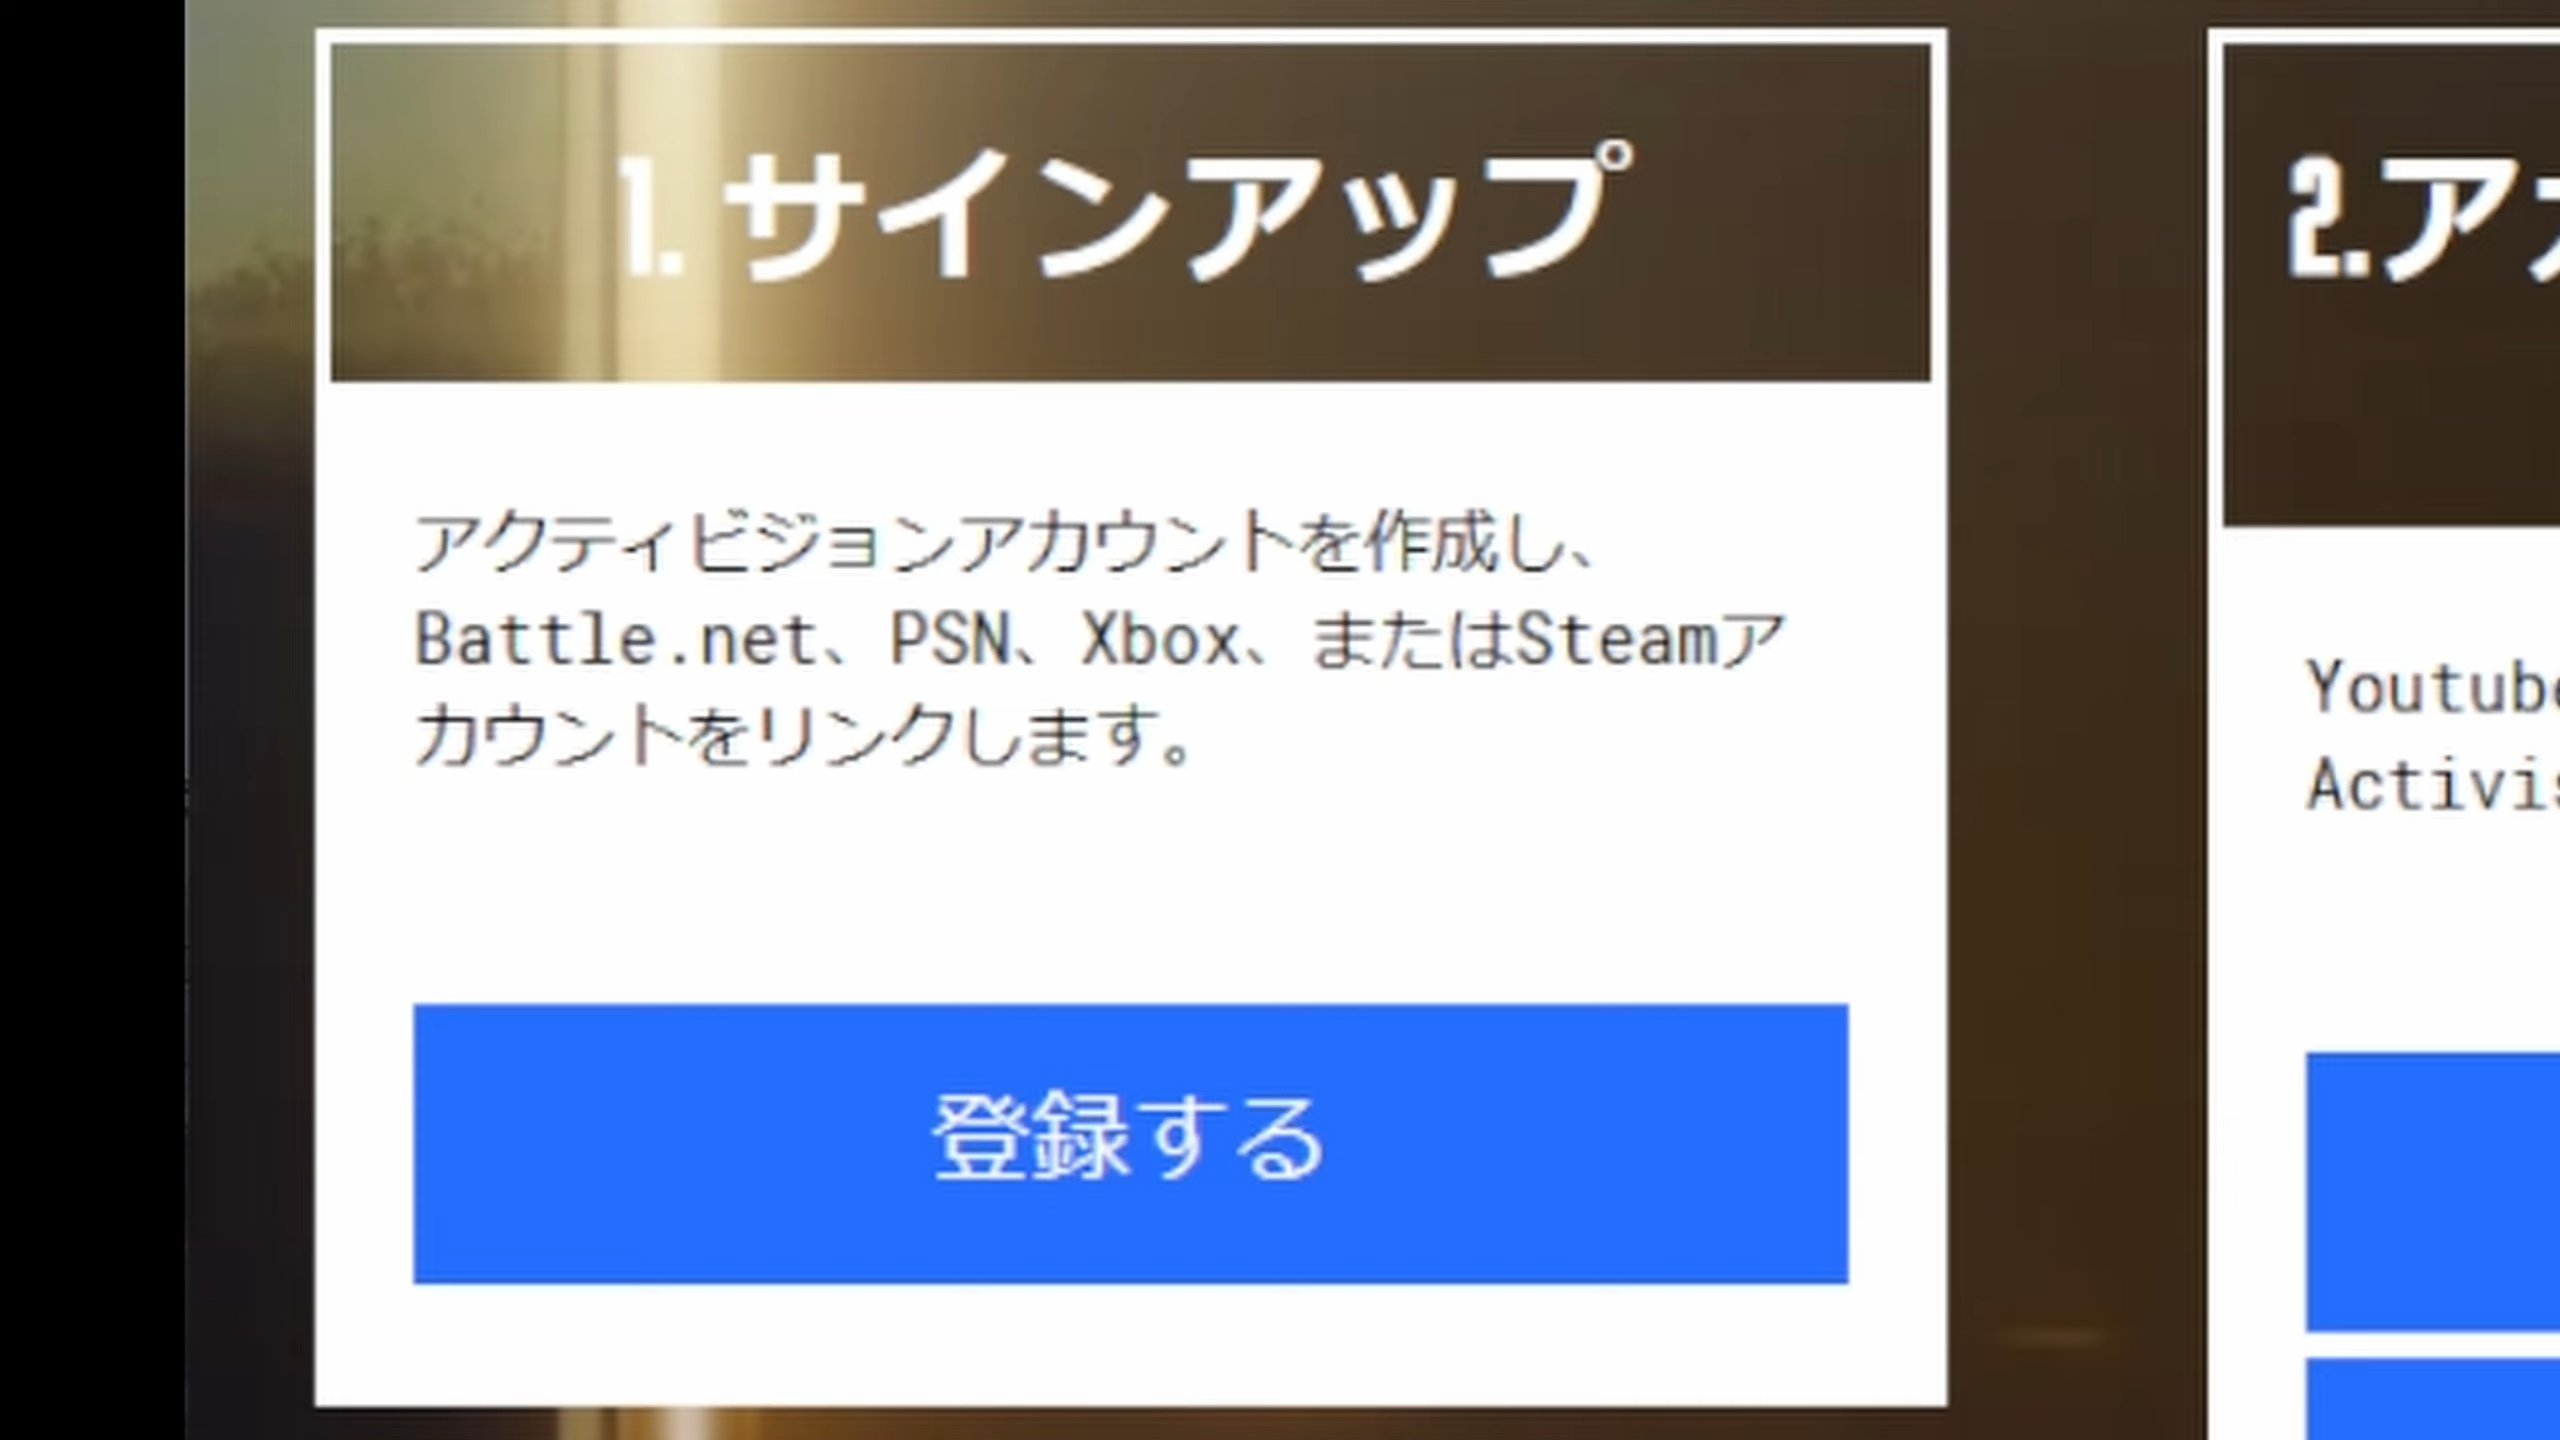 1. サインアップ
アクティビジョンアカウントを作成し、
Battle.net、PSN、Xbox、またはSteamア
カウントをリンクします。
登録する
2.ア